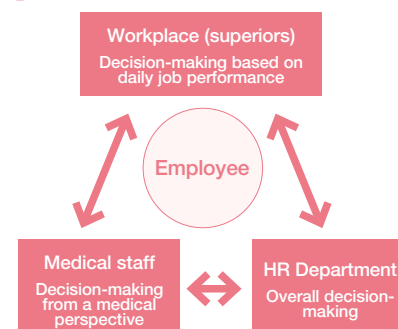 Workplace (superiors)
Decision-making based on
daily job performance
Employee
Medical staff
Decision-making
from a medical
perspective
HR Department
Overall decision-
making